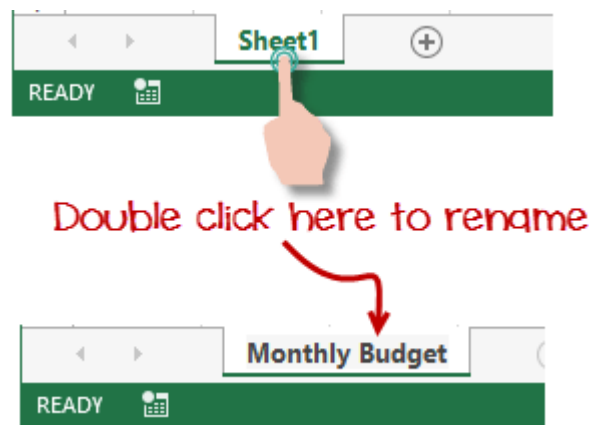 Sheet1
READY
Double click here to rename
Monthly Budget
READY